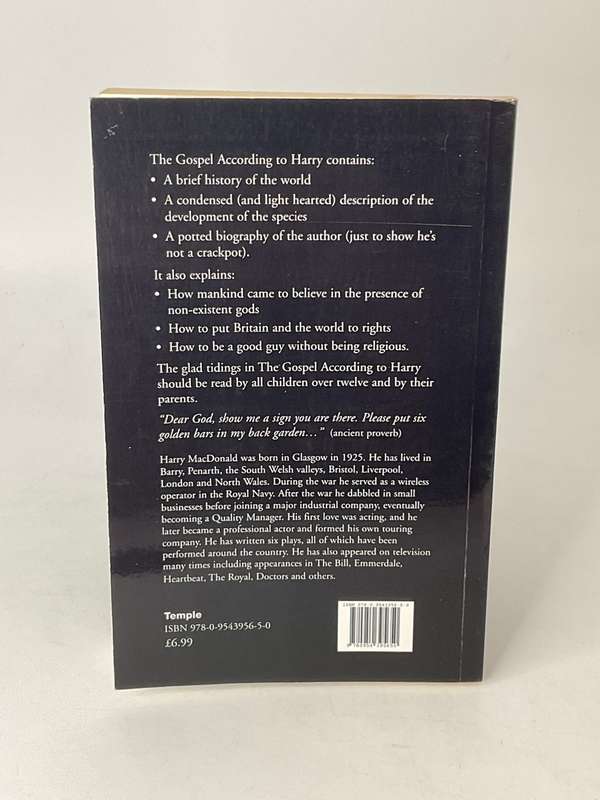 The Gospel According to Harry contains:
• A brief history of the world
• A condensed (and light hearted) description of the
development of the species
• A potted biography of the author (just to show he's
not a crackpot).
It also explains:
• How mankind came to believe in the presence of
non-existent gods
• How to put Britain and the world to rights
• How to be a good guy without being religious.
The glad tidings in The Gospel According to Harry
should be read by all children over twelve and by their
parents.
"Dear God, show me a sign you are there. Please put six
golden bars in my back garden…" (ancient proverb)
Harry MacDonald was born in Glasgow in 1925. He has lived in
Barry, Penarth, the South Welsh valleys, Bristol, Liverpool,
London and North Wales. During the war he served as a wireless
operator in the Royal Navy. After the war he dabbled in small
businesses before joining a major industrial company, eventually
becoming a Quality Manager. His first love was acting, and he
later became a professional actor and formed his own touring
company. He has written six plays, all of which have been
performed around the country. He has also appeared on television
many times including appearances in The Bill, Emmerdale,
Heartbeat, The Royal, Doctors and others.
Temple
ISBN 978-0-9543956-5-0
£6.99
ISBN 978-0-9543956-5-0
9 780954 395650